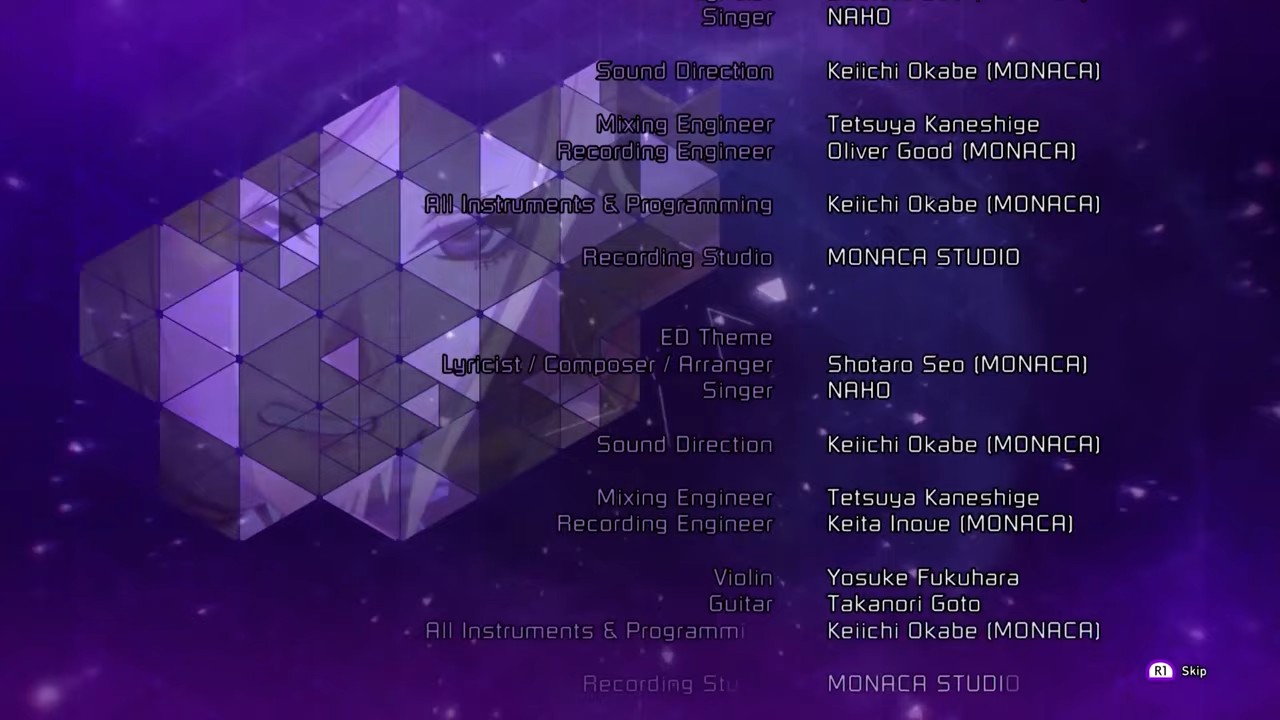 Singer NAHO
Sound Direction Keiichi Okabe (MONACA)
Mixing Engineer Tetsuya Kaneshige
Recording Engineer Oliver Good (MONACA)
All Instruments & Programming Keiichi Okabe (MONACA)
Recording Studio MONACA STUDIO
ED Theme
Lyricist / Composer / Arranger Shotaro Seo (MONACA)
Singer NAHO
Sound Direction Keiichi Okabe (MONACA)
Mixing Engineer Tetsuya Kaneshige
Recording Engineer Keita Inoue (MONACA)
Violin Yosuke Fukuhara
Guitar Takanori Goto
All Instruments & Programmi Keiichi Okabe (MONACA)
R1 Skip
Recording Stu MONACA STUDIO